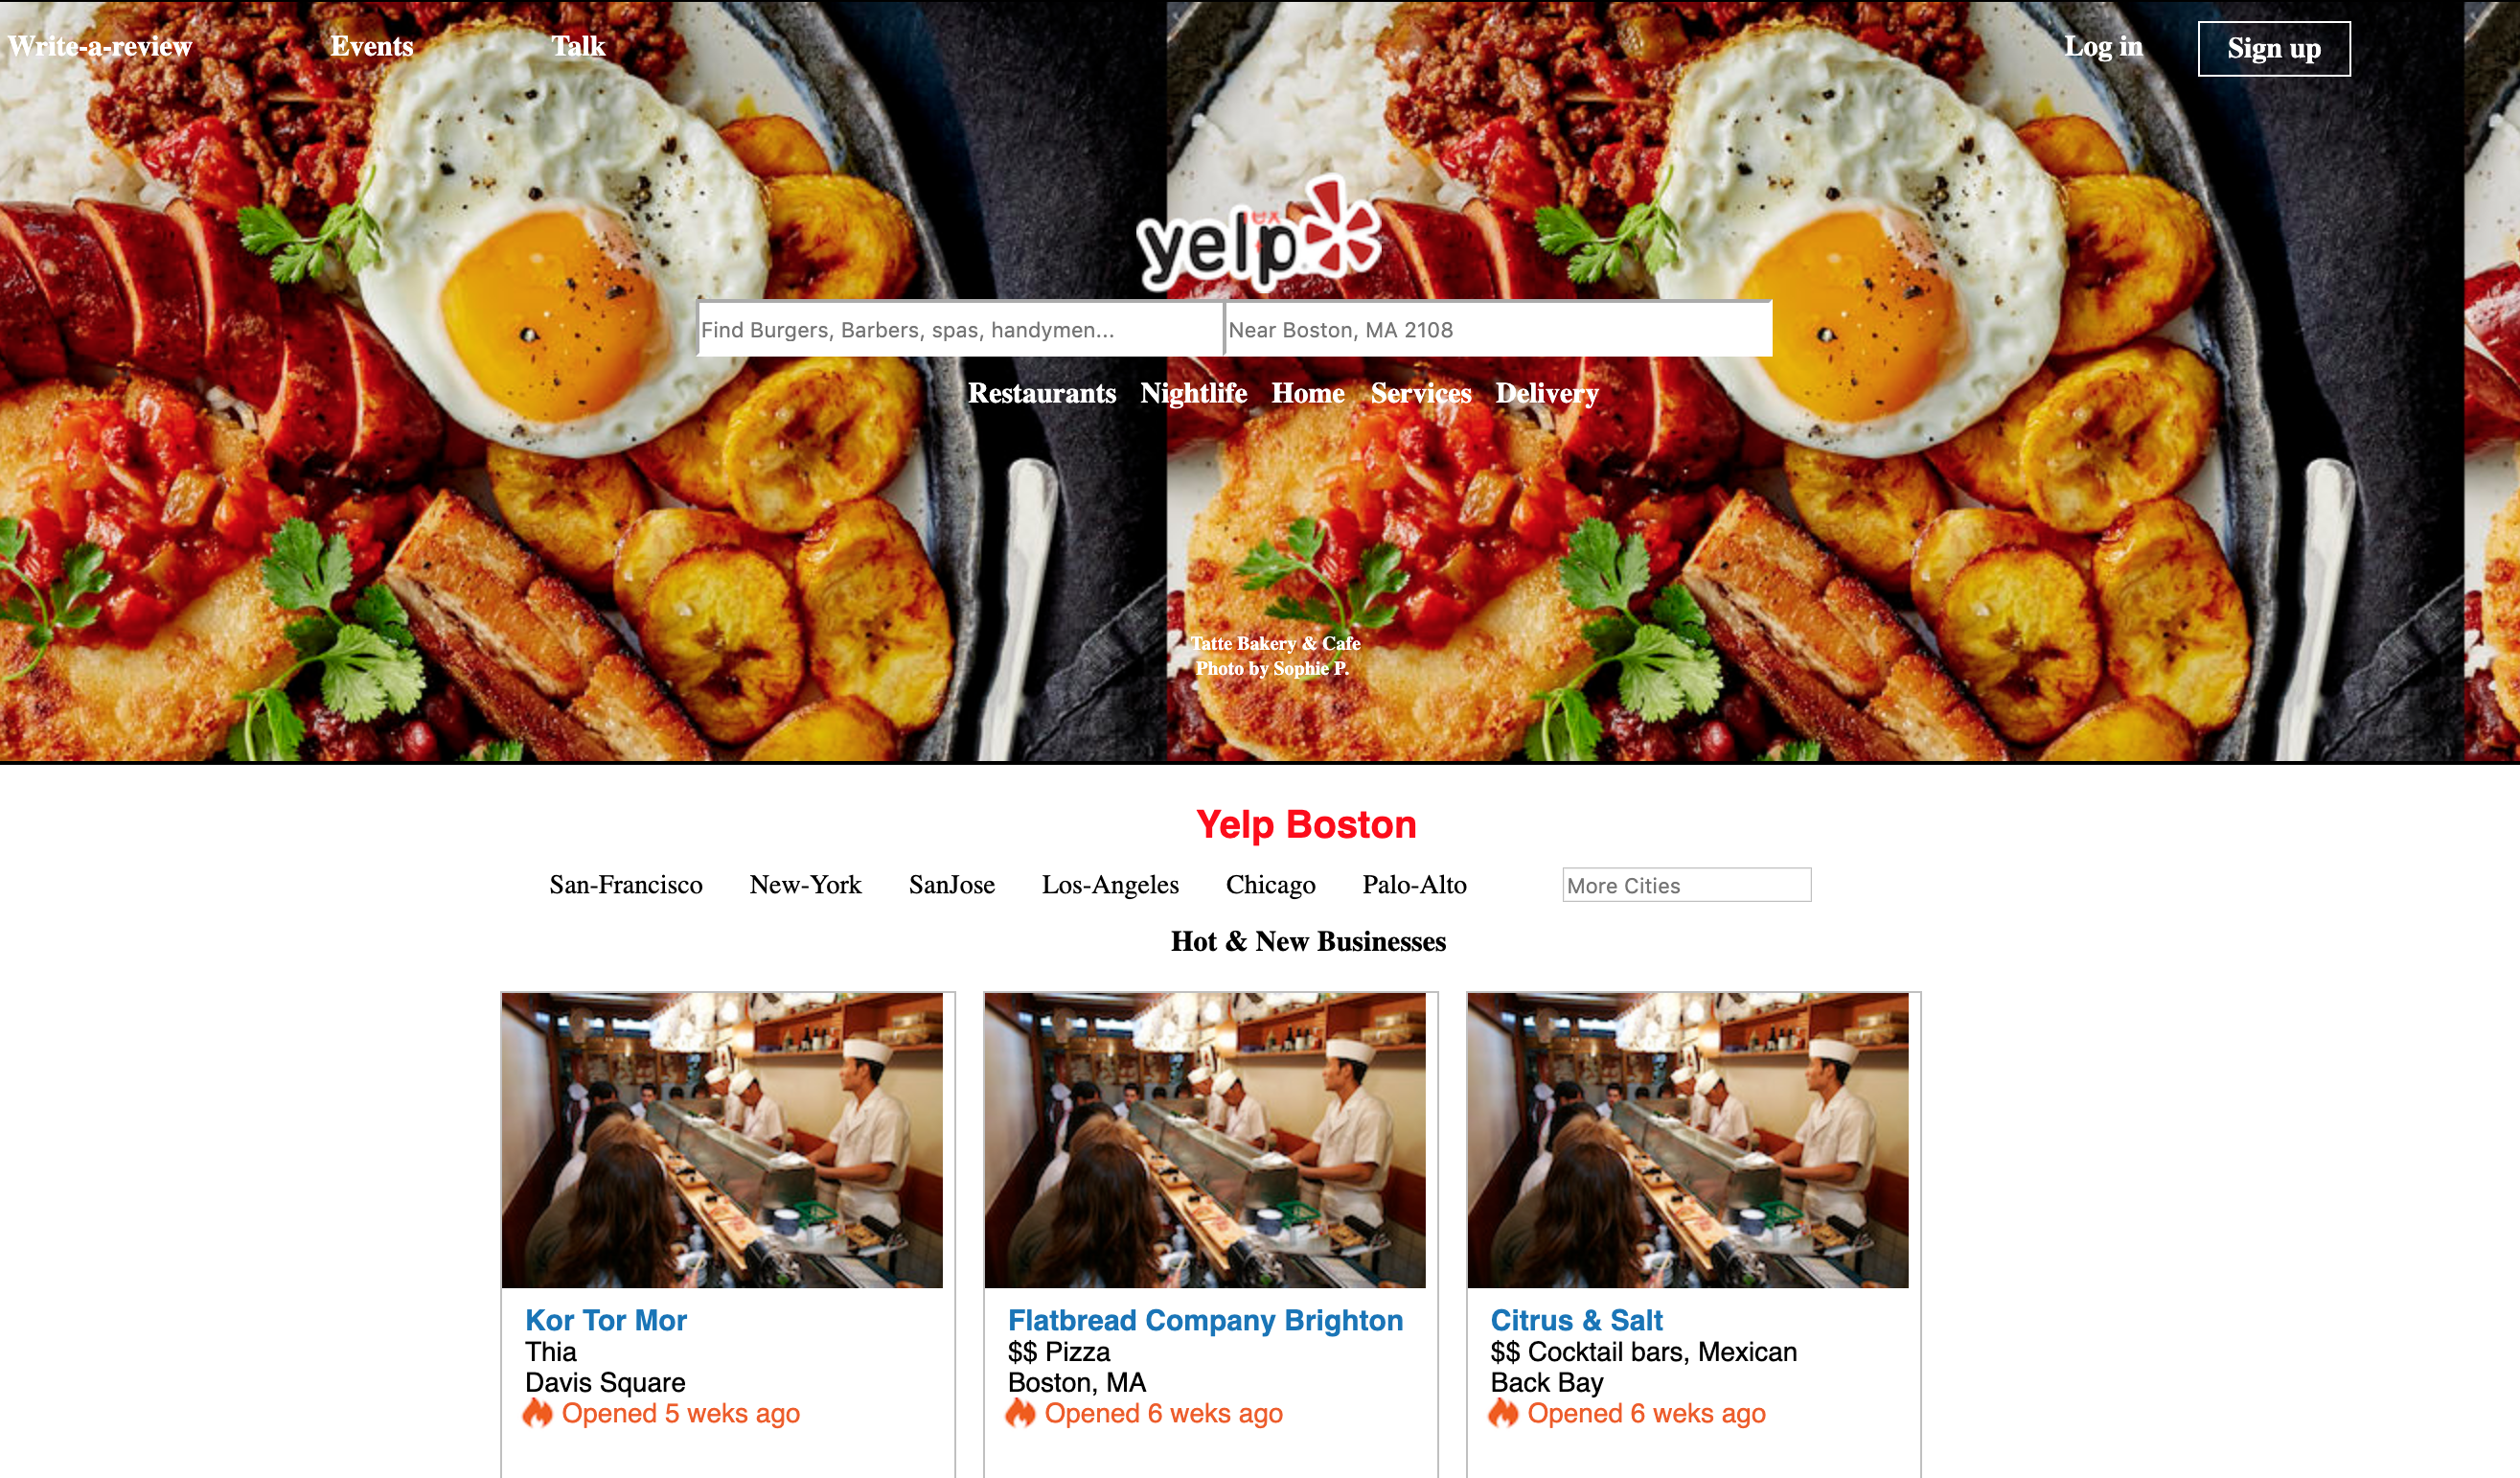 Write-a-review Events Talk Log in Sign up
yelp
Find Burgers, Barbers, spas, handymen... Near Boston, MA 2108
Restaurants Nightlife Home Services Delivery
Tatte Bakery & Cafe
Photo by Sophie P.
Yelp Boston
San-Francisco New-York SanJose Los-Angeles Chicago Palo-Alto More Cities
Hot & New Businesses
Kor Tor Mor
Thia
Davis Square
Opened 5 weks ago
Flatbread Company Brighton
$$ Pizza
Boston, MA
Opened 6 weks ago
Citrus & Salt
$$ Cocktail bars, Mexican
Back Bay
Opened 6 weks ago